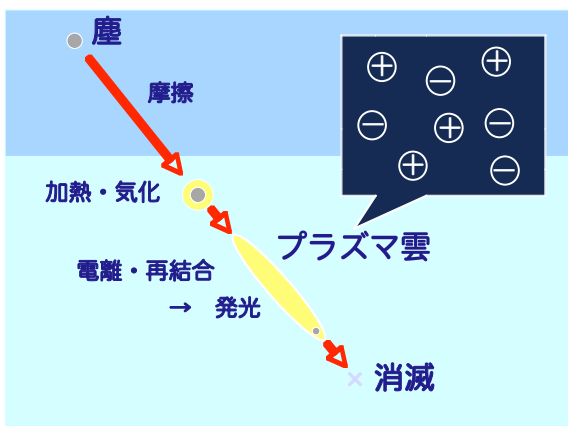 塵
摩擦
加熱・気化
プラズマ雲
電離・再結合
→ 発光
消滅